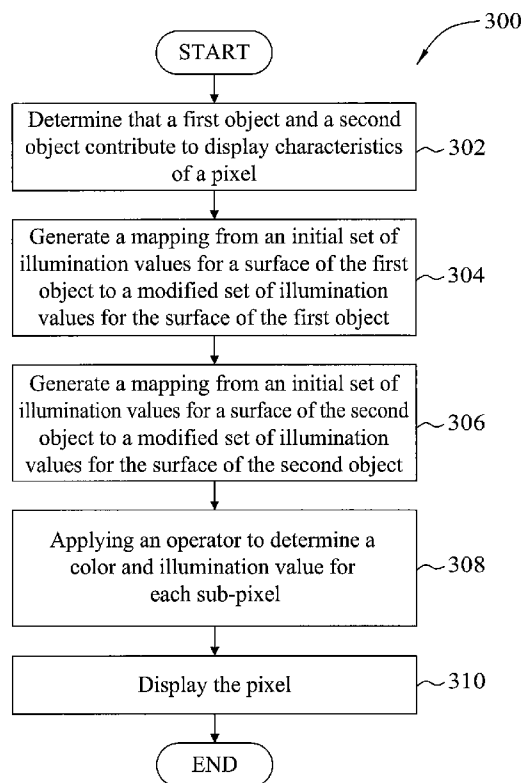 300
START
Determine that a first object and a second
object contribute to display characteristics
of a pixel
302
Generate a mapping from an initial set of
illumination values for a surface of the first
object to a modified set of illumination
values for the surface of the first object
304
Generate a mapping from an initial set of
illumination values for a surface of the second
object to a modified set of illumination
values for the surface of the second object
306
Applying an operator to determine a
color and illumination value for
each sub-pixel
308
Display the pixel
310
END